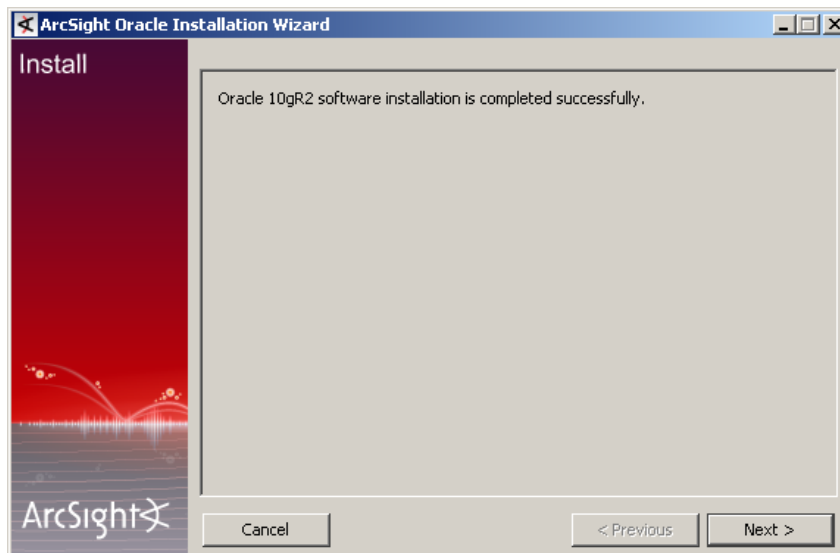 ArcSight Oracle Installation Wizard
Install
Oracle 10gR2 software installation is completed successfully.
ArcSight
Cancel
< Previous
Next >